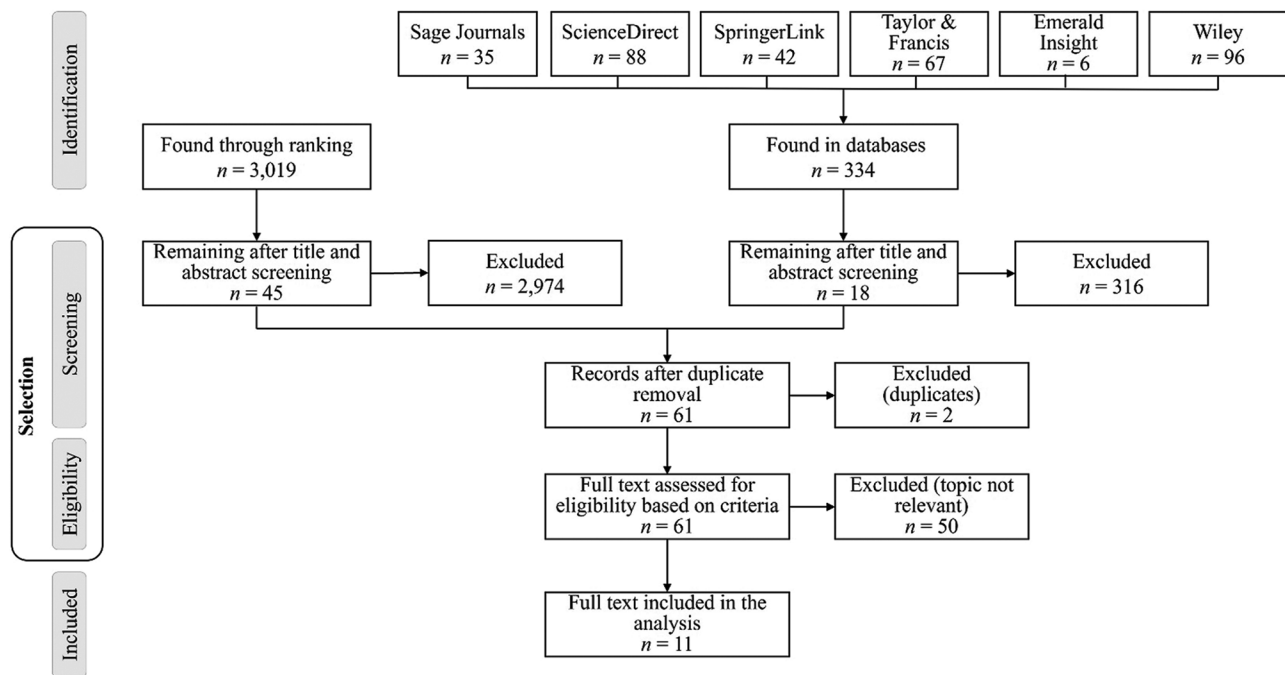 Identification
Sage Journals
n = 35
ScienceDirect
n = 88
SpringerLink
n = 42
Taylor &
Francis
n = 67
Emerald
Insight
n = 6
Wiley
n = 96
Found through ranking
n = 3,019
Found in databases
n = 334
Selection
Screening
Remaining after title and
abstract screening
n = 45
Excluded
n = 2,974
Remaining after title and
abstract screening
n = 18
Excluded
n = 316
Records after duplicate
removal
n = 61
Excluded
(duplicates)
n = 2
Eligibility
Full text assessed for
eligibility based on criteria
n = 61
Excluded (topic not
relevant)
n = 50
Included
Full text included in the
analysis
n = 11